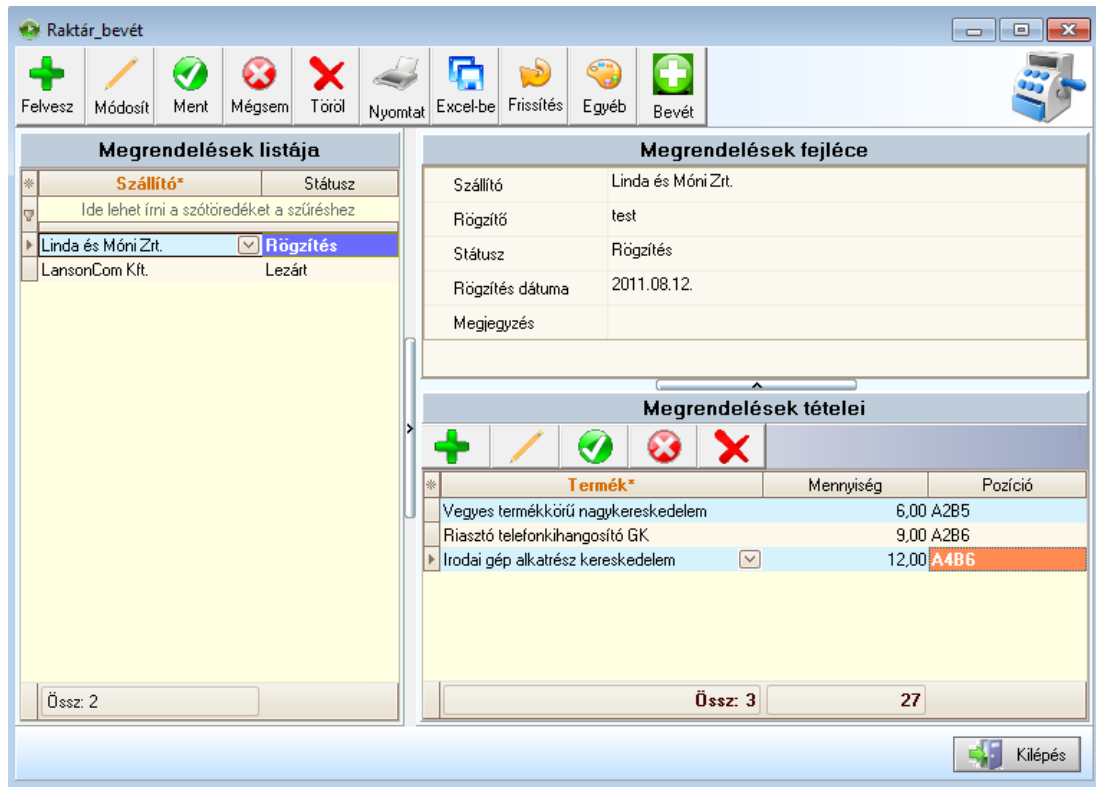 Raktár_bevét
Felvesz Módosít Ment Mégsem Töröl Nyomtat Excel-be Frissítés Egyéb Bevét
Megrendelések listája
Szállító* Státusz
Ide lehet írni a szótöredéket a szűréshez
Linda és Móni Zrt. Rögzítés
LansonCom Kft. Lezárt
Össz: 2
Megrendelések fejléce
Szállító Linda és Móni Zrt.
Rögzítő test
Státusz Rögzítés
Rögzítés dátuma 2011.08.12.
Megjegyzés
Megrendelések tételei
Termék* Mennyiség Pozíció
Vegyes termékkörű nagykereskedelem 6,00 A2B5
Riasztó telefonkihangosító GK 9,00 A2B6
Irodai gép alkatrész kereskedelem 12,00 A4B6
Össz: 3 27
Kilépés